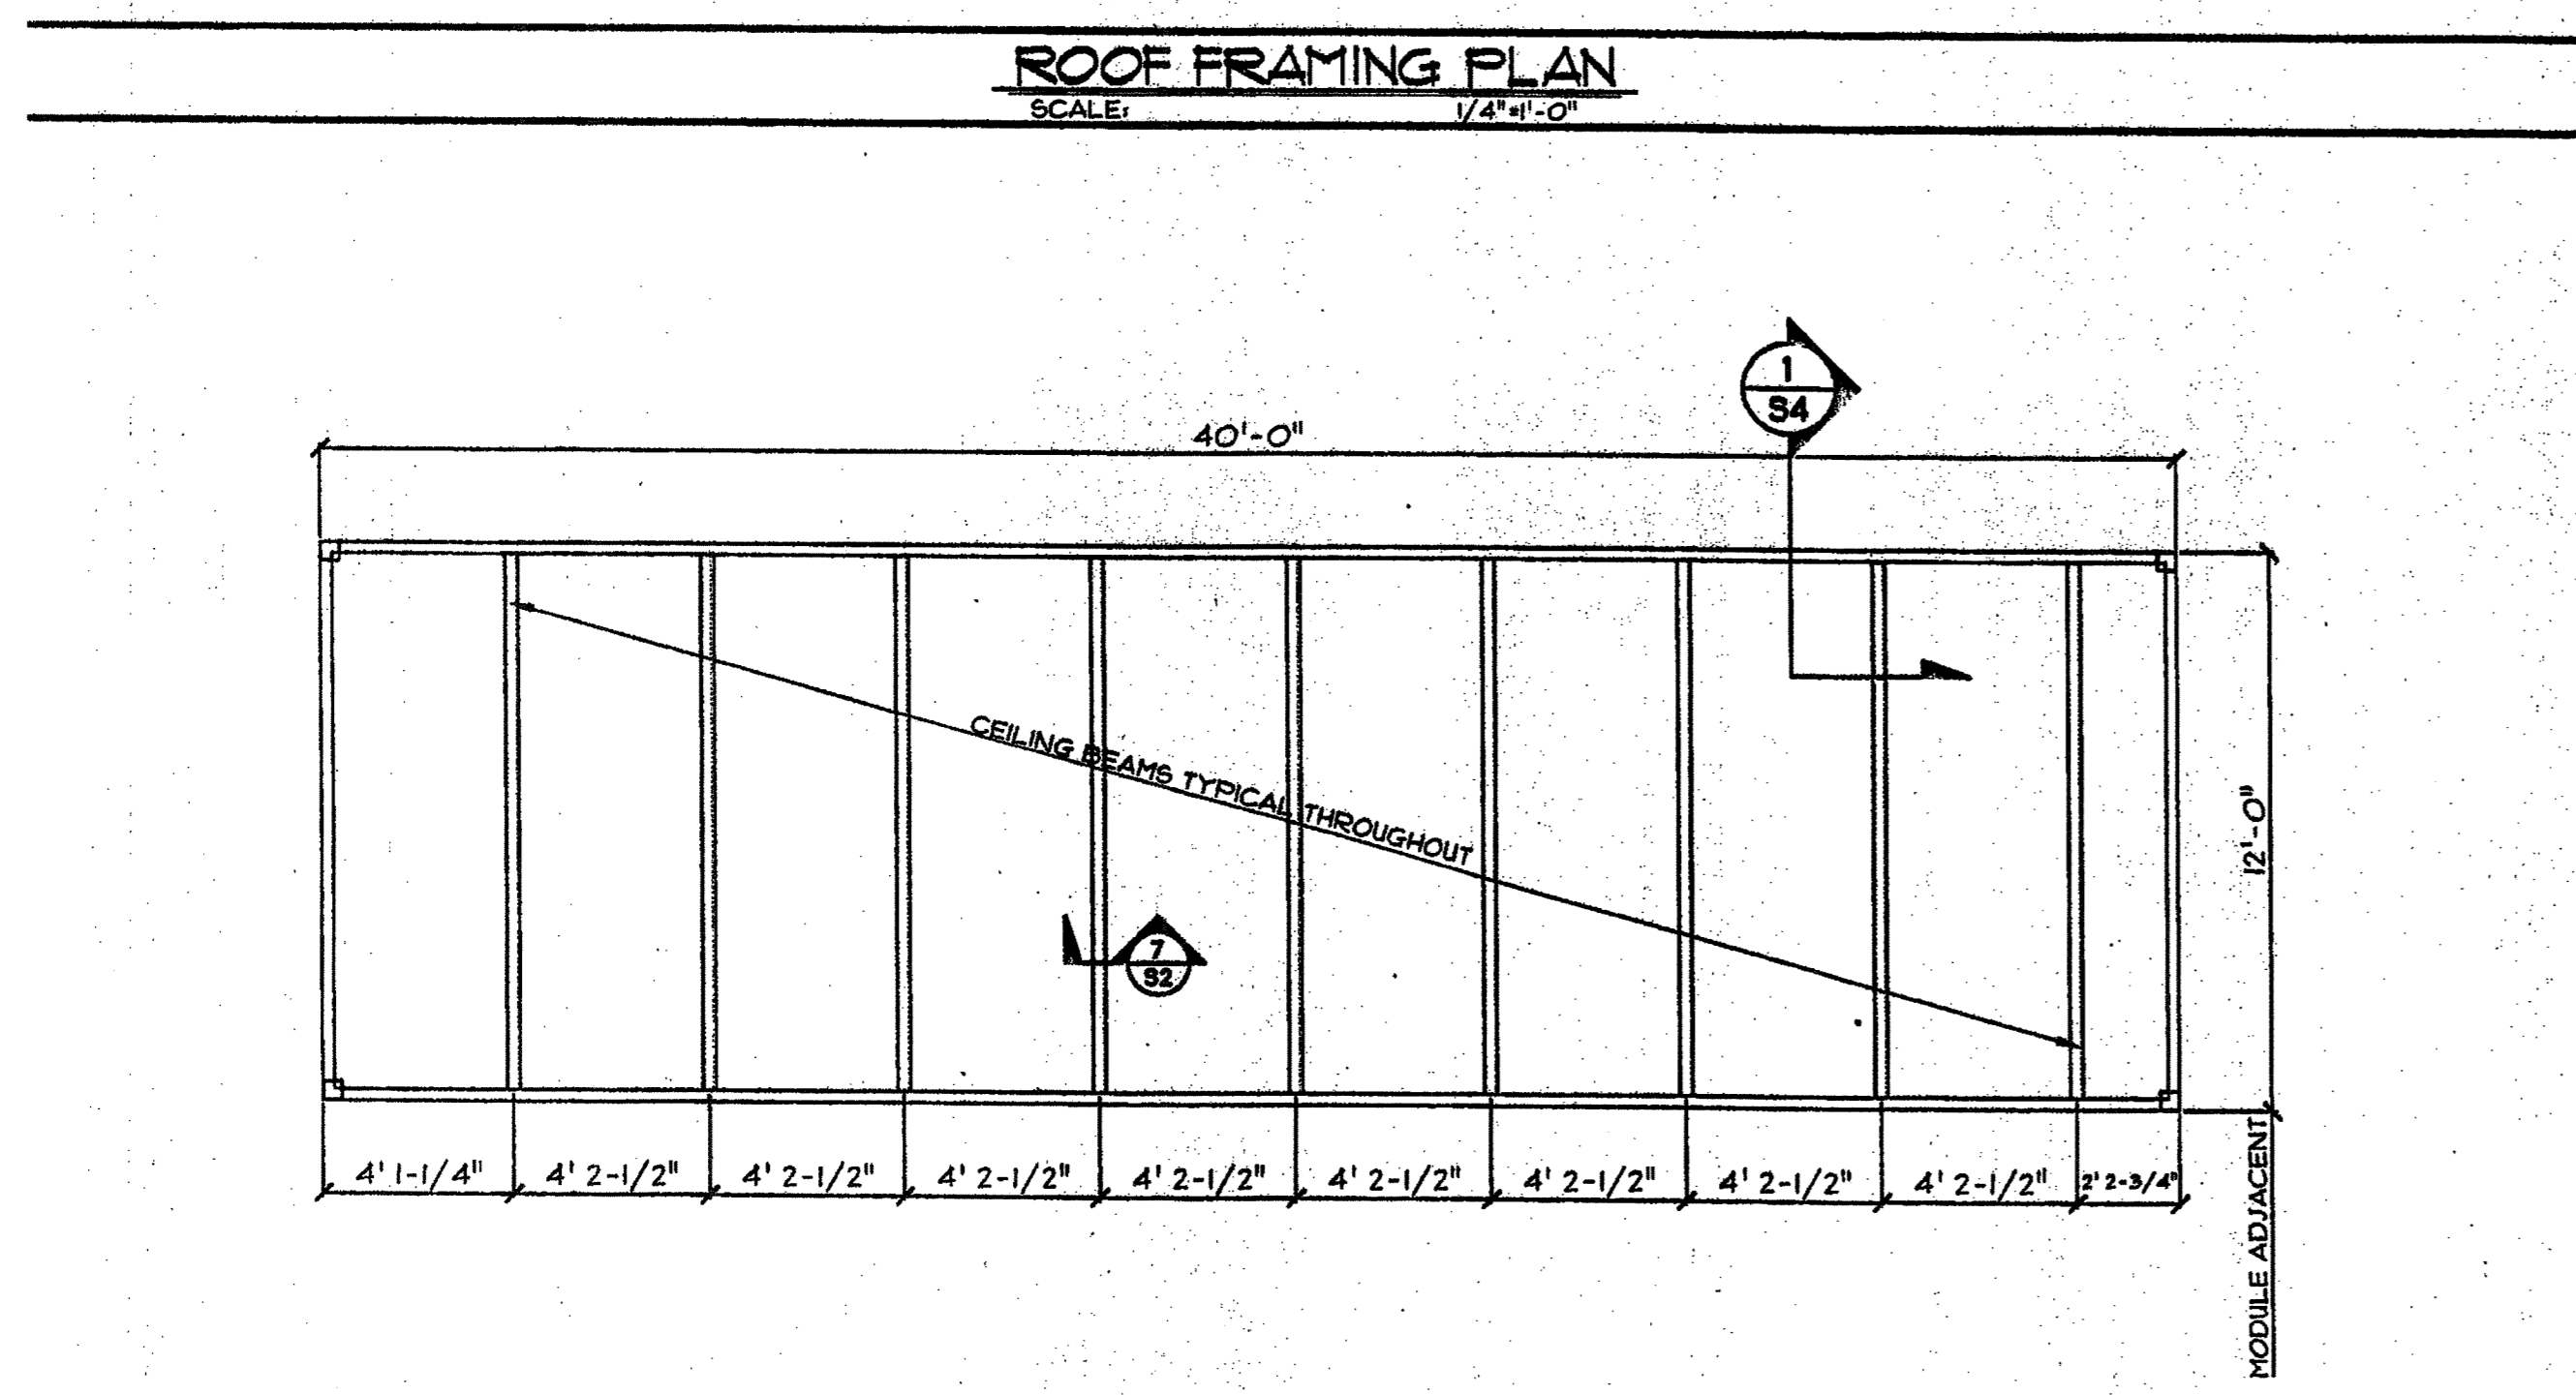 ROOF FRAMING PLAN
SCALE: 1/4"=1'-0"
1
S4
40'-0"
CEILING BEAMS TYPICAL THROUGHOUT
12'-0"
7
S2
4' 1-1/4" 4' 2-1/2" 4' 2-1/2" 4' 2-1/2" 4' 2-1/2" 4' 2-1/2" 4' 2-1/2" 4' 2-1/2" 4' 2-1/2" 2' 2-3/4"
MODULE ADJACENT